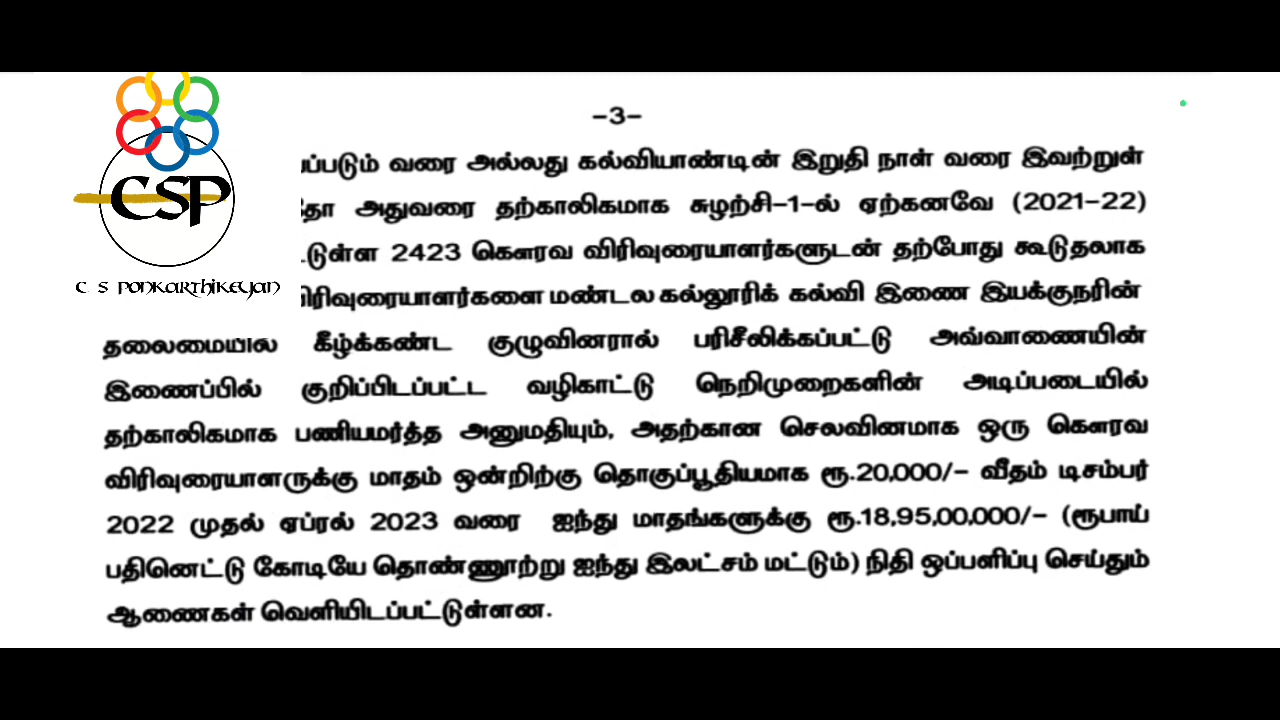 -3-
ப்படும் வரை அல்லது கல்வியாண்டின் இறுதி நாள் வரை இவற்றுள்
தோ அதுவரை தற்காலிகமாக சுழற்சி-1-ல் ஏற்கனவே (2021-22)
டுள்ள 2423 கௌரவ விரிவுரையாளர்களுடன் தற்போது கூடுதலாக
CSP
C S PONKARTHIKEYAN
ரிவுரையாளர்களை மண்டல கல்லூரிக் கல்வி இணை இயக்குநரின்
தலைமையில் கீழ்க்கண்ட குழுவினரால் பரிசீலிக்கப்பட்டு அவ்வாணையின்
இணைப்பில் குறிப்பிடப்பட்ட வழிகாட்டு நெறிமுறைகளின் அடிப்படையில்
தற்காலிகமாக பணியமர்த்த அனுமதியும், அதற்கான செலவினமாக ஒரு கௌரவ
விரிவுரையாளருக்கு மாதம் ஒன்றிற்கு தொகுப்பூதியமாக ரூ.20,000/- வீதம் டிசம்பர்
2022 முதல் ஏப்ரல் 2023 வரை ஐந்து மாதங்களுக்கு ரூ.18,95,00,000/- (ரூபாய்
பதினெட்டு கோடியே தொண்ணூற்று ஐந்து இலட்சம் மட்டும்) நிதி ஒப்பளிப்பு செய்தும்
ஆணைகள் வெளியிடப்பட்டுள்ளன.